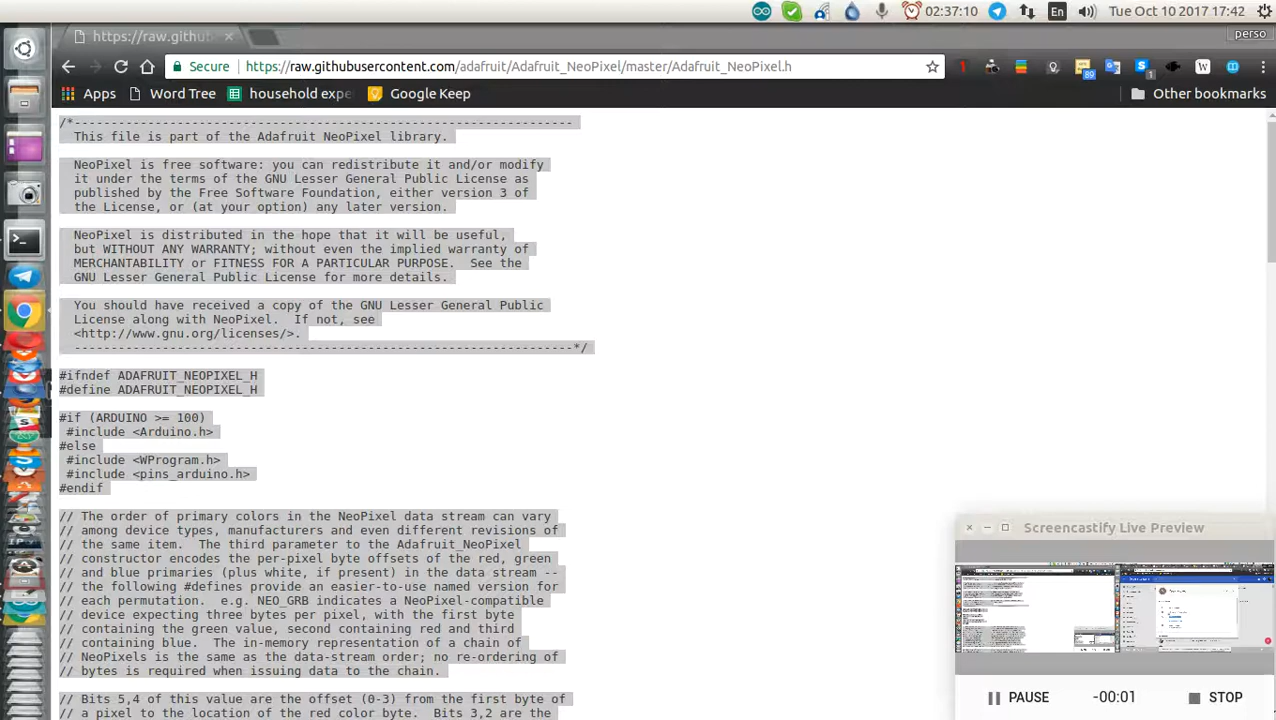 02:37:10
En
Tue Oct 10 2017 17:42
https://raw.githu
perso
Secure
https://raw.githubusercontent.com/adafruit/Adafruit_NeoPixel/master/Adafruit_NeoPixel.h
89
1
W
Apps
Word Tree
household expe
Google Keep
Other bookmarks
/*--------------------------------------------------------------------
This file is part of the Adafruit NeoPixel library.
NeoPixel is free software: you can redistribute it and/or modify
it under the terms of the GNU Lesser General Public License as
published by the Free Software Foundation, either version 3 of
the License, or (at your option) any later version.
NeoPixel is distributed in the hope that it will be useful,
but WITHOUT ANY WARRANTY; without even the implied warranty of
MERCHANTABILITY or FITNESS FOR A PARTICULAR PURPOSE.  See the
GNU Lesser General Public License for more details.
You should have received a copy of the GNU Lesser General Public
License along with NeoPixel.  If not, see
<http://www.gnu.org/licenses/>.
--------------------------------------------------------------------*/
#ifndef ADAFRUIT_NEOPIXEL_H
#define ADAFRUIT_NEOPIXEL_H
#if (ARDUINO >= 100)
#include <Arduino.h>
#else
#include <WProgram.h>
#include <pins_arduino.h>
#endif
// The order of primary colors in the NeoPixel data stream can vary
// among device types, manufacturers and even different revisions of
// the same item.  The third parameter to the Adafruit_NeoPixel
// constructor encodes the per-pixel byte offsets of the red, green
// and blue primaries (plus white, if present) in the data stream --
// the following #defines provide an easier-to-use named version for
// each permutation.  e.g. NEO_GRB indicates a NeoPixel-compatible
// device expecting three bytes per pixel, with the first byte
// containing the green value, second containing red and third
// containing blue.  The in-memory representation of a chain of
// NeoPixels is the same as the data-stream order; no re-ordering of
// bytes is required when issuing data to the chain.
// Bits 5,4 of this value are the offset (0-3) from the first byte of
// a pixel to the location of the red color byte.  Bits 3,2 are the
Screencastify Live Preview
PAUSE
-00:01
STOP